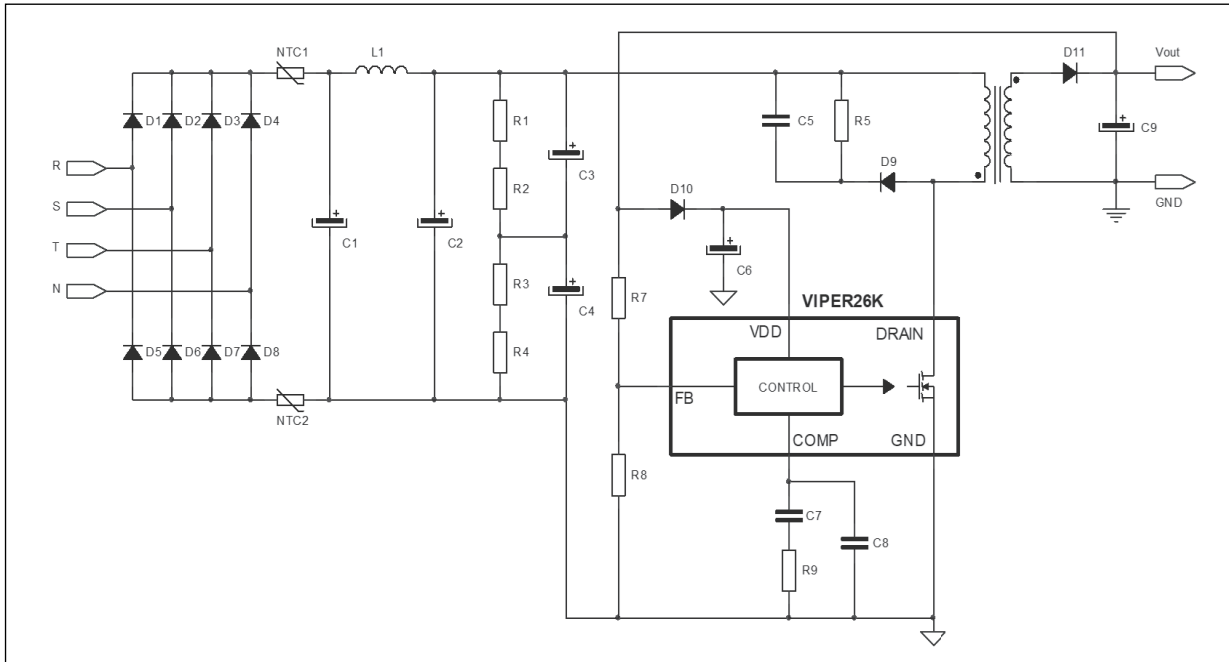 NTC1
L1
D11
Vout
D1
D2
D3
D4
R1
C5
R5
C9
R
R2
C3
D9
S
D10
GND
C1
C2
T
C6
N
R3
C4
R7
VIPER26K
VDD
DRAIN
D5
D6
D7
D8
R4
CONTROL
FB
NTC2
COMP
GND
R8
C7
C8
R9